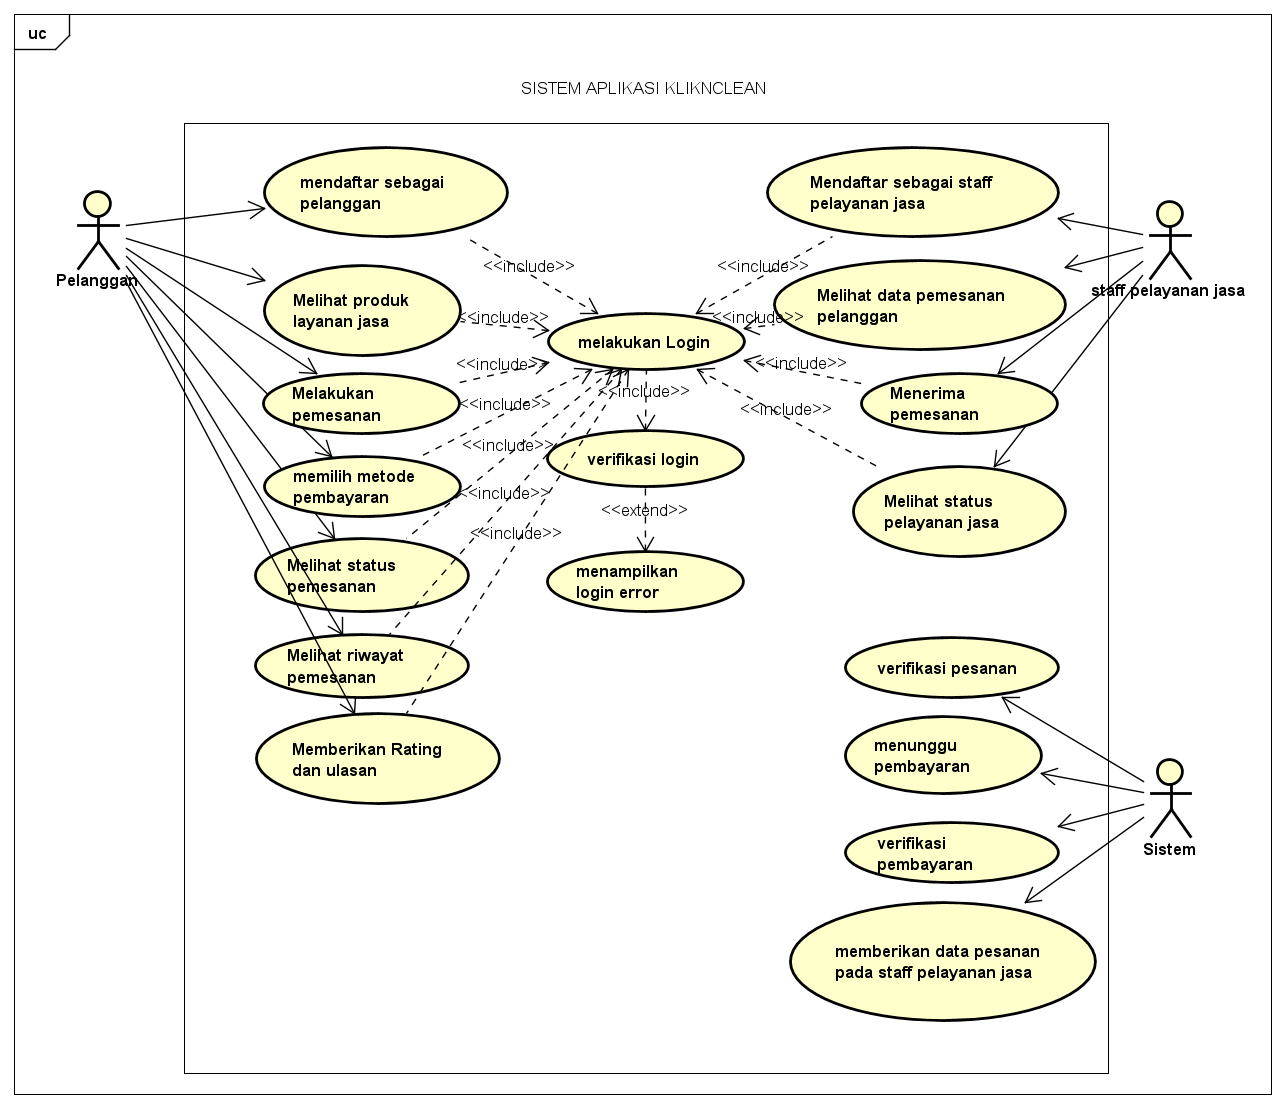 uc
SISTEM APLIKASI KLIKNCLEAN
Pelanggan
mendaftar sebagai
pelanggan
Melihat produk
layanan jasa
Melakukan
pemesanan
memilih metode
pembayaran
Melihat status
pemesanan
Melihat riwayat
pemesanan
Memberikan Rating
dan ulasan
<<include>>
<<include>>
<<include>>
<<include>>
<<include>>
<<include>>
<<include>>
melakukan Login
<<include>>
verifikasi login
<<extend>>
menampilkan
login error
<<include>>
<<include>>
<<include>>
<<include>>
Mendaftar sebagai staff
pelayanan jasa
Melihat data pemesanan
pelanggan
Menerima
pemesanan
Melihat status
pelayanan jasa
staff pelayanan jasa
verifikasi pesanan
menunggu
pembayaran
verifikasi
pembayaran
memberikan data pesanan
pada staff pelayanan jasa
Sistem